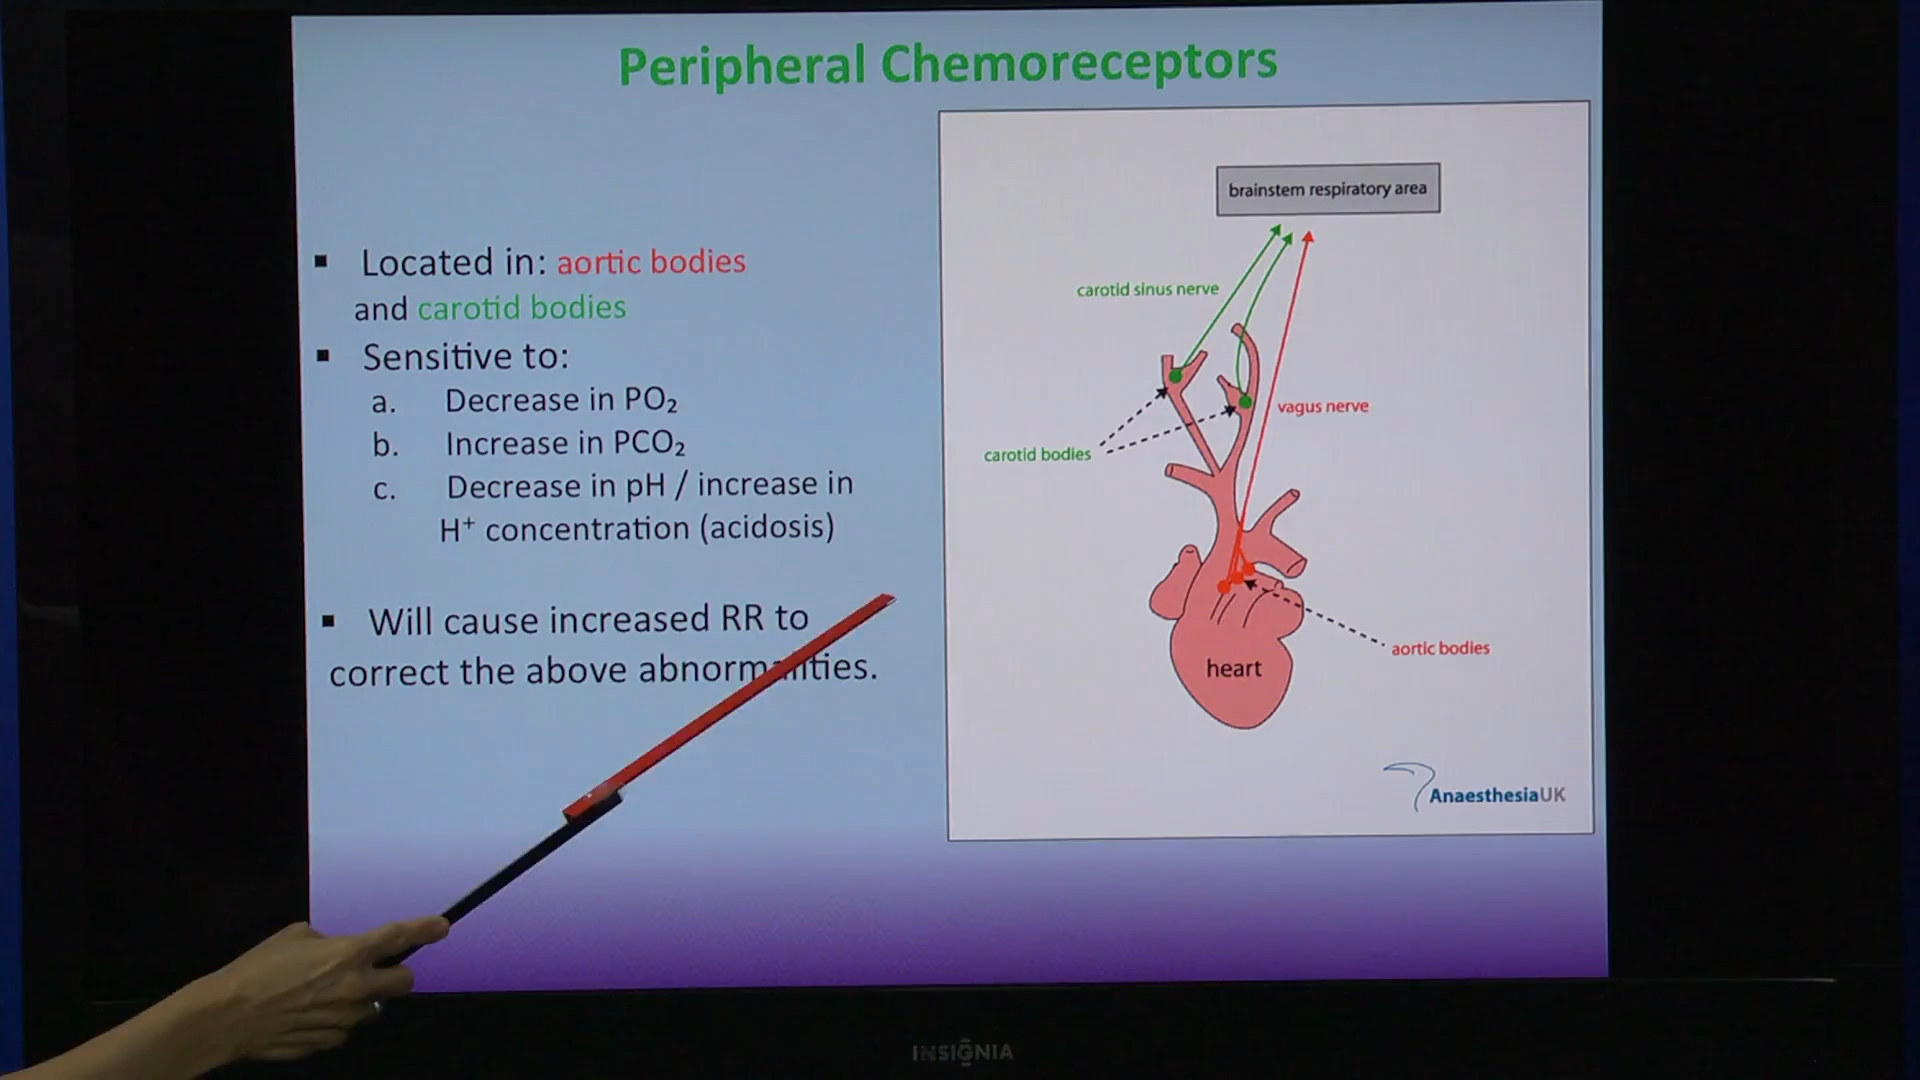 Peripheral Chemoreceptors
▪ Located in: aortic bodies
and carotid bodies
▪ Sensitive to:
a. Decrease in PO₂
b. Increase in PCO₂
c. Decrease in pH / increase in
H⁺ concentration (acidosis)
▪ Will cause increased RR to
correct the above abnormalities.
brainstem respiratory area
carotid sinus nerve
vagus nerve
carotid bodies
aortic bodies
heart
AnaesthesiaUK
INSIGNIA